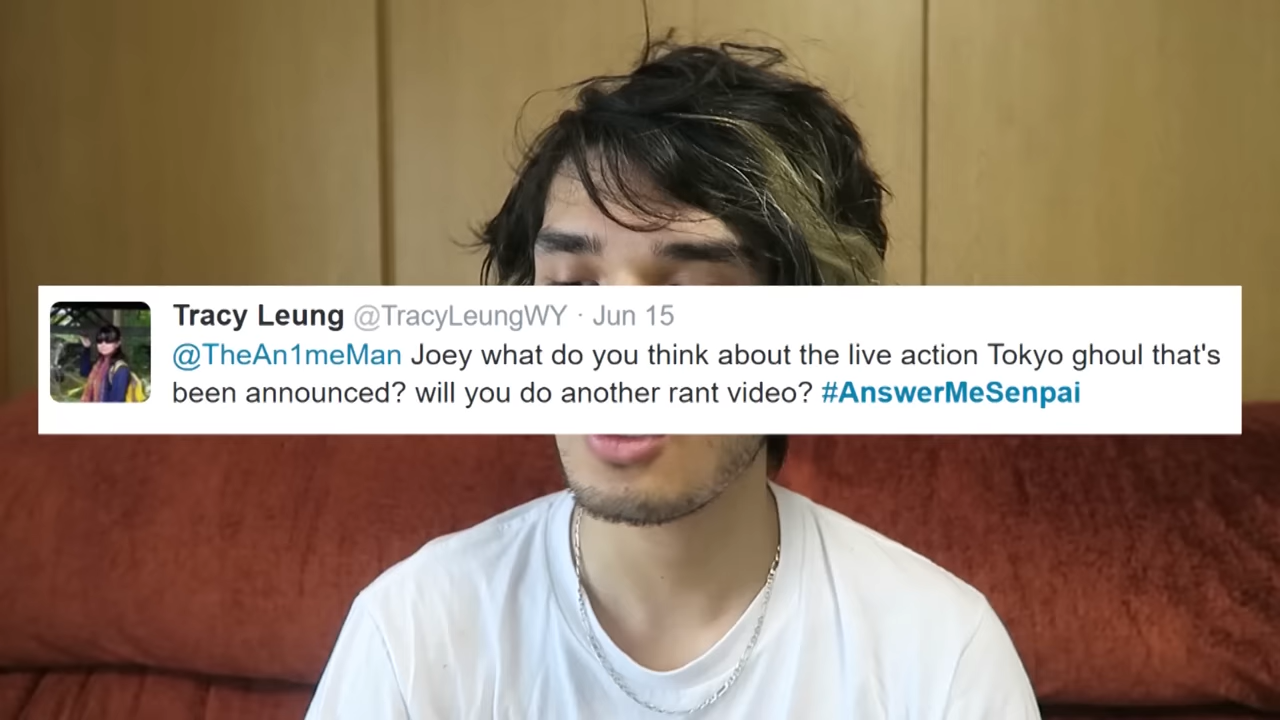 Tracy Leung @TracyLeungWY · Jun 15
@TheAn1meMan Joey what do you think about the live action Tokyo ghoul that's
been announced? will you do another rant video? #AnswerMeSenpai